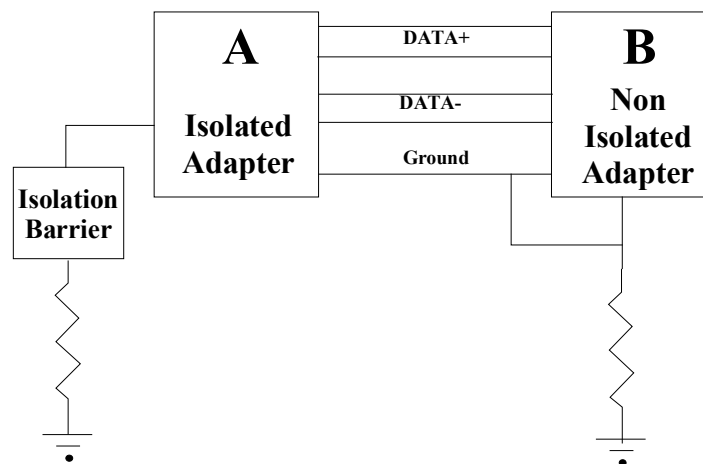 A
Isolated
Adapter
DATA+
DATA-
Ground
B
Non
Isolated
Adapter
Isolation
Barrier